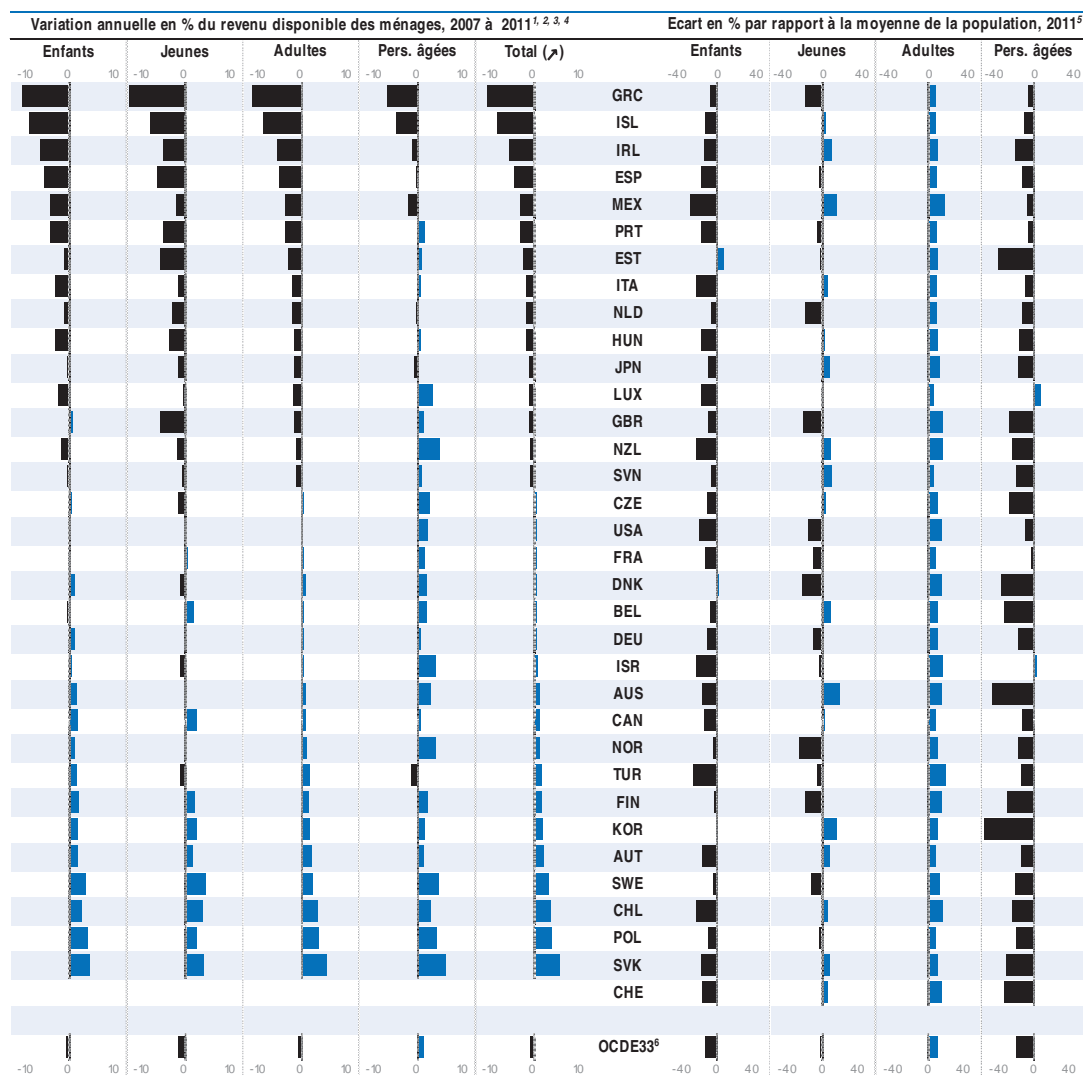 Variation annuelle en % du revenu disponible des ménages, 2007 à 2011¹, ², ³, ⁴ Ecart en % par rapport à la moyenne de la population, 2011⁵
Enfants Jeunes Adultes Pers. âgées Total (↗) Enfants Jeunes Adultes Pers. âgées
-10 0 10 -10 0 10 -10 0 10 -10 0 10 -10 0 10 -40 0 40 -40 0 40 -40 0 40 -40 0 40
GRC
ISL
IRL
ESP
MEX
PRT
EST
ITA
NLD
HUN
JPN
LUX
GBR
NZL
SVN
CZE
USA
FRA
DNK
BEL
DEU
ISR
AUS
CAN
NOR
TUR
FIN
KOR
AUT
SWE
CHL
POL
SVK
CHE
OCDE33⁶
-10 0 10 -10 0 10 -10 0 10 -10 0 10 -10 0 10 -40 0 40 -40 0 40 -40 0 40 -40 0 40